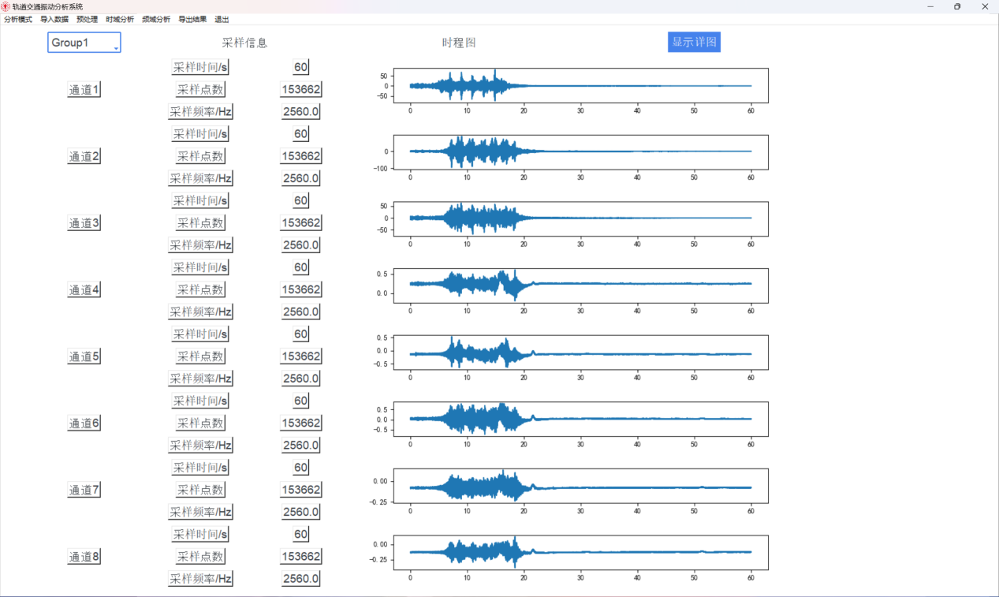 轨道交通振动分析系统
分析模式 导入数据 预处理 时域分析 频域分析 导出结果 退出
Group1 采样信息 时程图 显示详图
采样时间/s 60
通道1 采样点数 153662
采样频率/Hz 2560.0
50
0
−50
0 10 20 30 40 50 60
采样时间/s 60
通道2 采样点数 153662
采样频率/Hz 2560.0
0
−100
0 10 20 30 40 50 60
采样时间/s 60
通道3 采样点数 153662
采样频率/Hz 2560.0
50
0
−50
0 10 20 30 40 50 60
采样时间/s 60
通道4 采样点数 153662
采样频率/Hz 2560.0
0.5
0.0
0 10 20 30 40 50 60
采样时间/s 60
通道5 采样点数 153662
采样频率/Hz 2560.0
0.5
0.0
−0.5
0 10 20 30 40 50 60
采样时间/s 60
通道6 采样点数 153662
采样频率/Hz 2560.0
0.5
0.0
−0.5
0 10 20 30 40 50 60
采样时间/s 60
通道7 采样点数 153662
采样频率/Hz 2560.0
0.00
−0.25
0 10 20 30 40 50 60
采样时间/s 60
通道8 采样点数 153662
采样频率/Hz 2560.0
0.00
−0.25
0 10 20 30 40 50 60